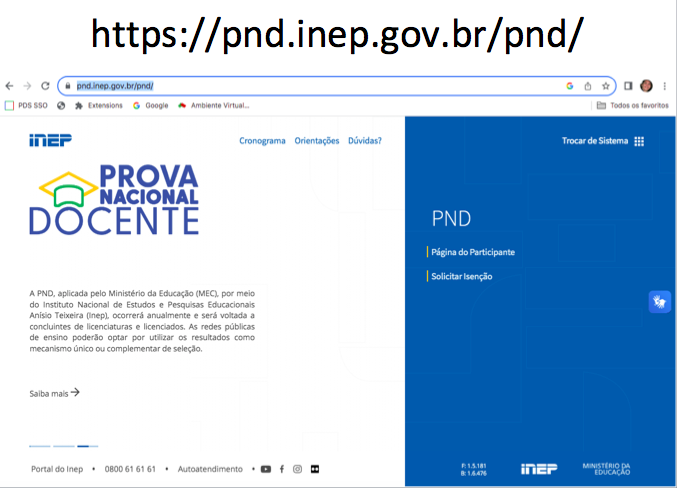 https://pnd.inep.gov.br/pnd/
pnd.inep.gov.br/pnd/
PDS SSO Extensions Google Ambiente Virtual... Todos os favoritos
inep Cronograma Orientações Dúvidas? Trocar de Sistema
PROVA
NACIONAL
DOCENTE
PND
Página do Participante
Solicitar Isenção
A PND, aplicada pelo Ministério da Educação (MEC), por meio
do Instituto Nacional de Estudos e Pesquisas Educacionais
Anísio Teixeira (Inep), ocorrerá anualmente e será voltada a
concluintes de licenciaturas e licenciados. As redes públicas
de ensino poderão optar por utilizar os resultados como
mecanismo único ou complementar de seleção.
Saiba mais
Portal do Inep • 0800 61 61 61 • Autoatendimento •
F: 1.5.181
B: 1.6.476
inep
MINISTÉRIO DA
EDUCAÇÃO